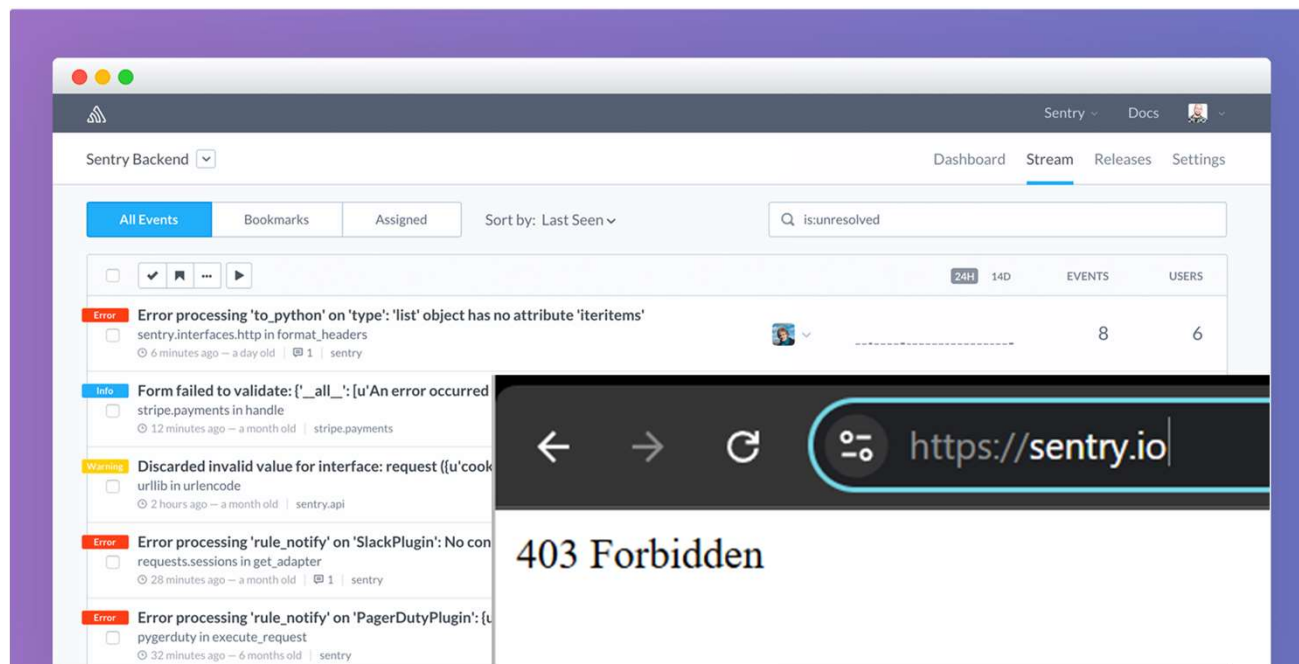 Sentry Docs
Sentry Backend Dashboard Stream Releases Settings
All Events Bookmarks Assigned Sort by: Last Seen is:unresolved
24H 14D EVENTS USERS
Error Error processing 'to_python' on 'type': 'list' object has no attribute 'iteritems'
sentry.interfaces.http in format_headers 8 6
6 minutes ago — a day old 1 sentry
Info Form failed to validate: {'__all__': [u'An error occurred
stripe.payments in handle
12 minutes ago — a month old stripe.payments
Warning Discarded invalid value for interface: request ({u'cook
urllib in urlencode
2 hours ago — a month old sentry.api
Error Error processing 'rule_notify' on 'SlackPlugin': No con
requests.sessions in get_adapter
28 minutes ago — a month old 1 sentry
Error Error processing 'rule_notify' on 'PagerDutyPlugin': {u
pygerduty in execute_request
32 minutes ago — 6 months old sentry
https://sentry.io
403 Forbidden